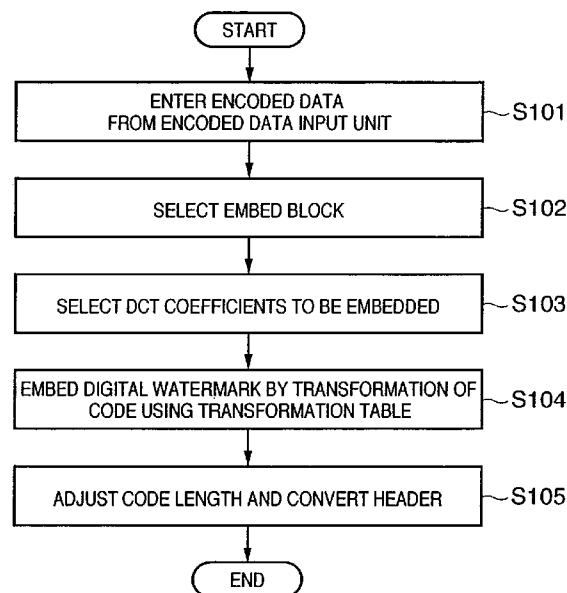 START
ENTER ENCODED DATA
FROM ENCODED DATA INPUT UNIT
S101
SELECT EMBED BLOCK
S102
SELECT DCT COEFFICIENTS TO BE EMBEDDED
S103
EMBED DIGITAL WATERMARK BY TRANSFORMATION OF
CODE USING TRANSFORMATION TABLE
S104
ADJUST CODE LENGTH AND CONVERT HEADER
S105
END